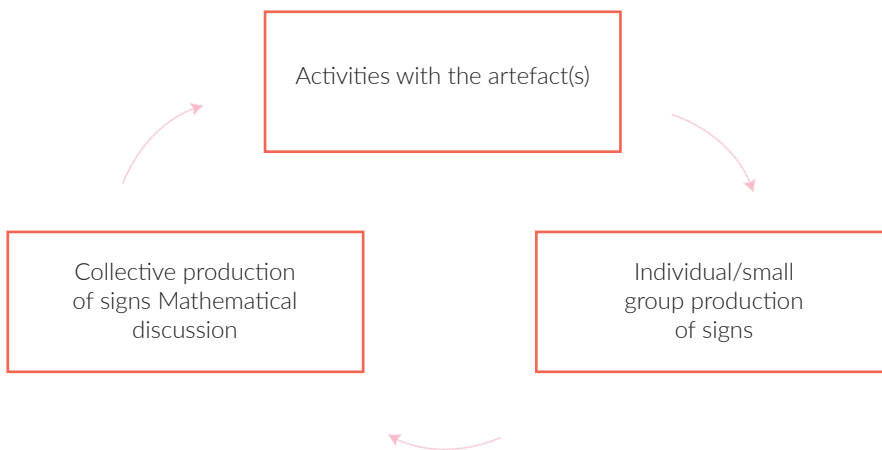 Activities with the artefact(s)
Collective production
of signs Mathematical
discussion
Individual/small
group production
of signs